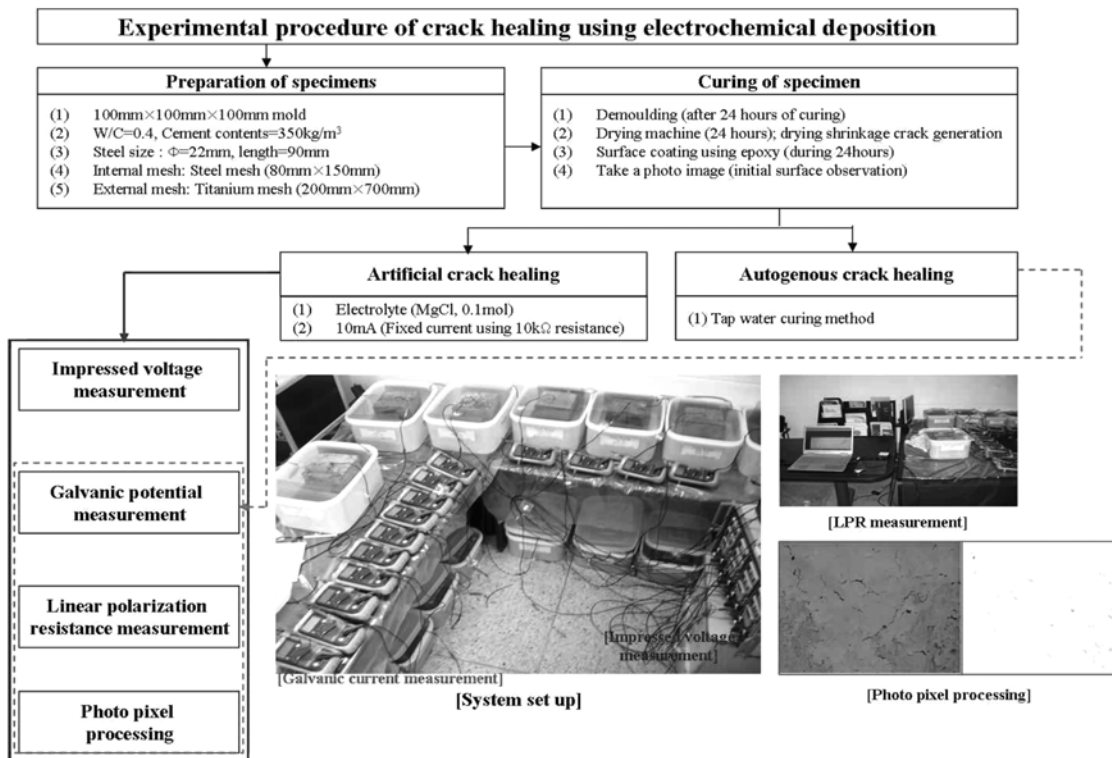 Experimental procedure of crack healing using electrochemical deposition
Preparation of specimens
(1) 100mm×100mm×100mm mold
(2) W/C=0.4, Cement contents=350kg/m³
(3) Steel size : Φ=22mm, length=90mm
(4) Internal mesh: Steel mesh (80mm×150mm)
(5) External mesh: Titanium mesh (200mm×700mm)
Curing of specimen
(1) Demoulding (after 24 hours of curing)
(2) Drying machine (24 hours); drying shrinkage crack generation
(3) Surface coating using epoxy (during 24hours)
(4) Take a photo image (initial surface observation)
Artificial crack healing
(1) Electrolyte (MgCl, 0.1mol)
(2) 10mA (Fixed current using 10kΩ resistance)
Autogenous crack healing
(1) Tap water curing method
Impressed voltage
measurement
Galvanic potential
measurement
Linear polarization
resistance measurement
Photo pixel
processing
[Impressed voltage
measurement]
[Galvanic current measurement]
[System set up]
[LPR measurement]
[Photo pixel processing]